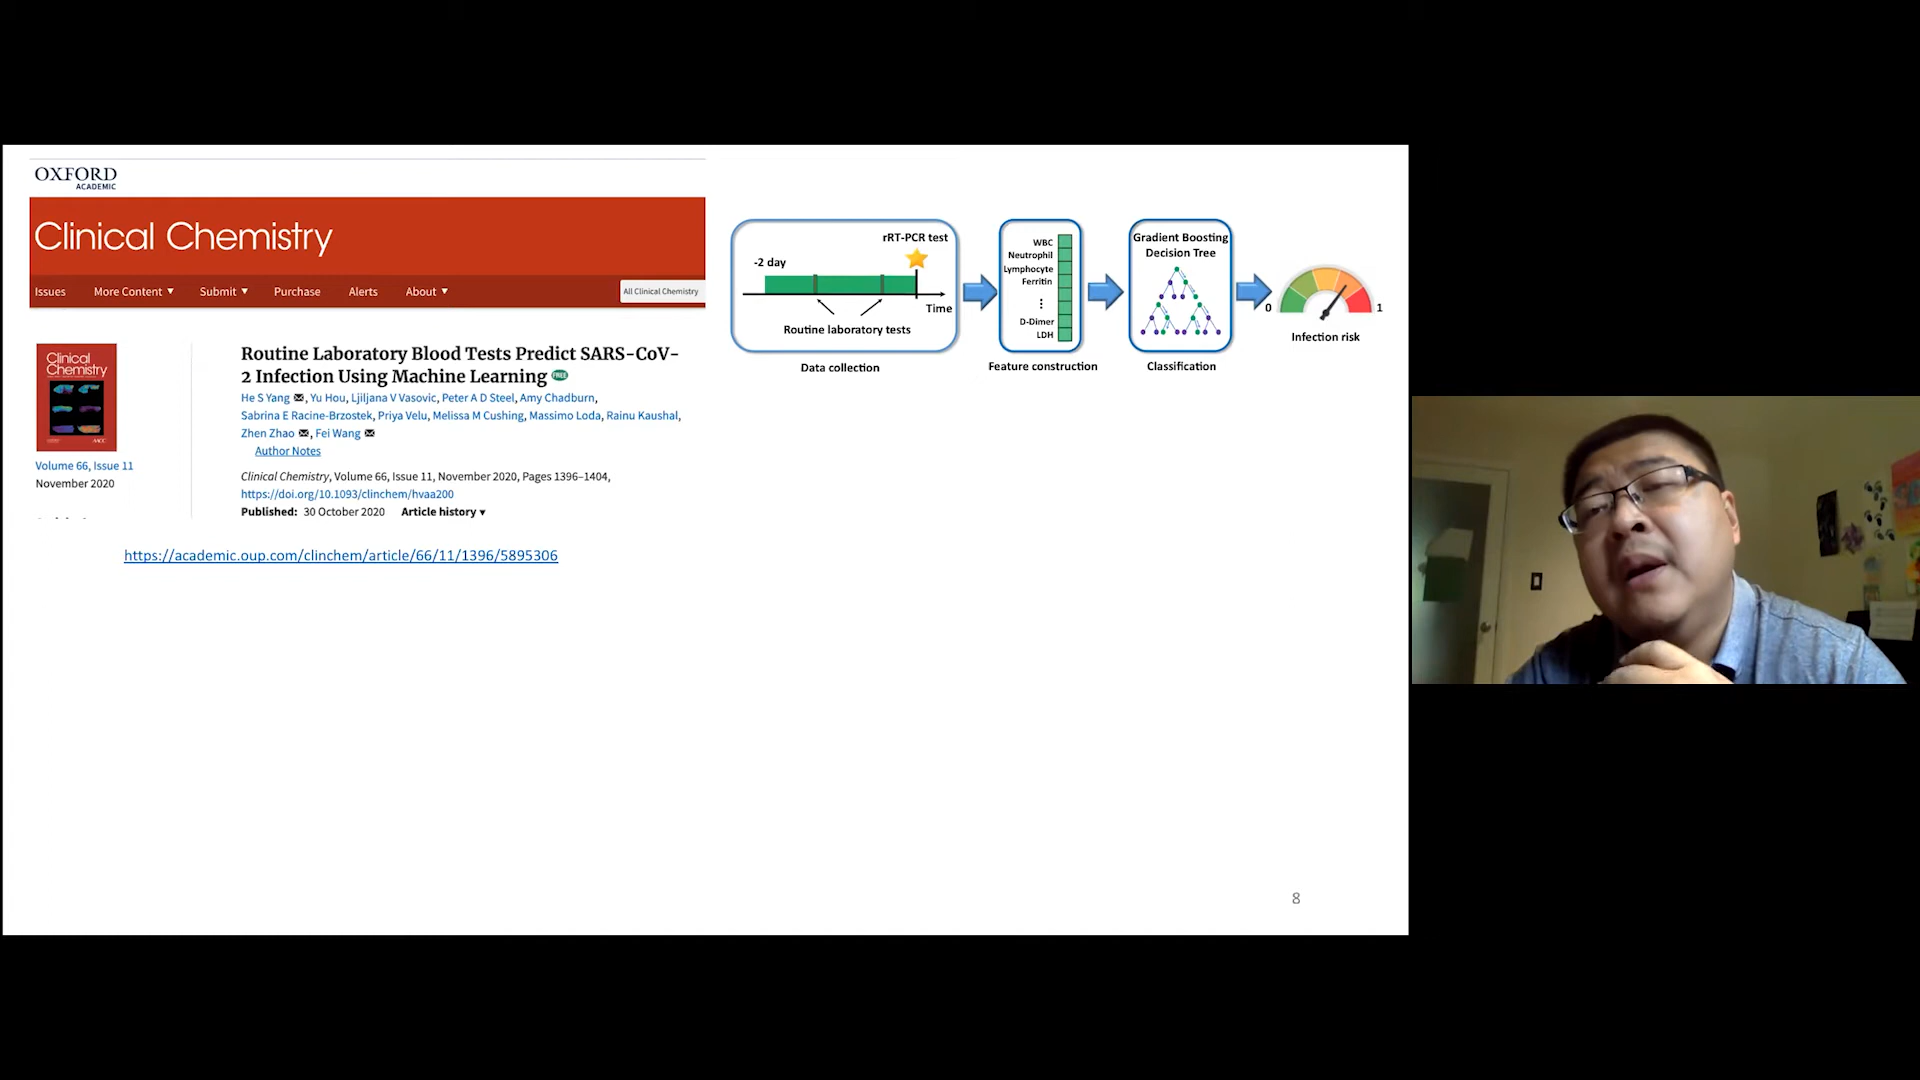 OXFORD
ACADEMIC
Clinical Chemistry
Issues More Content ▼ Submit ▼ Purchase Alerts About ▼ All Clinical Chemistry
Clinical
Chemistry
AACC
Volume 66, Issue 11
November 2020
Routine Laboratory Blood Tests Predict SARS-CoV-
2 Infection Using Machine Learning FREE
He S Yang ✉, Yu Hou, Ljiljana V Vasovic, Peter A D Steel, Amy Chadburn,
Sabrina E Racine-Brzostek, Priya Velu, Melissa M Cushing, Massimo Loda, Rainu Kaushal,
Zhen Zhao ✉, Fei Wang ✉
Author Notes
Clinical Chemistry, Volume 66, Issue 11, November 2020, Pages 1396–1404,
https://doi.org/10.1093/clinchem/hvaa200
Published: 30 October 2020 Article history ▾
https://academic.oup.com/clinchem/article/66/11/1396/5895306
rRT-PCR test
-2 day
Time
Routine laboratory tests
Data collection
WBC
Neutrophil
Lymphocyte
Ferritin
⋮
D-Dimer
LDH
Feature construction
Gradient Boosting
Decision Tree
Classification
0 1
Infection risk
8